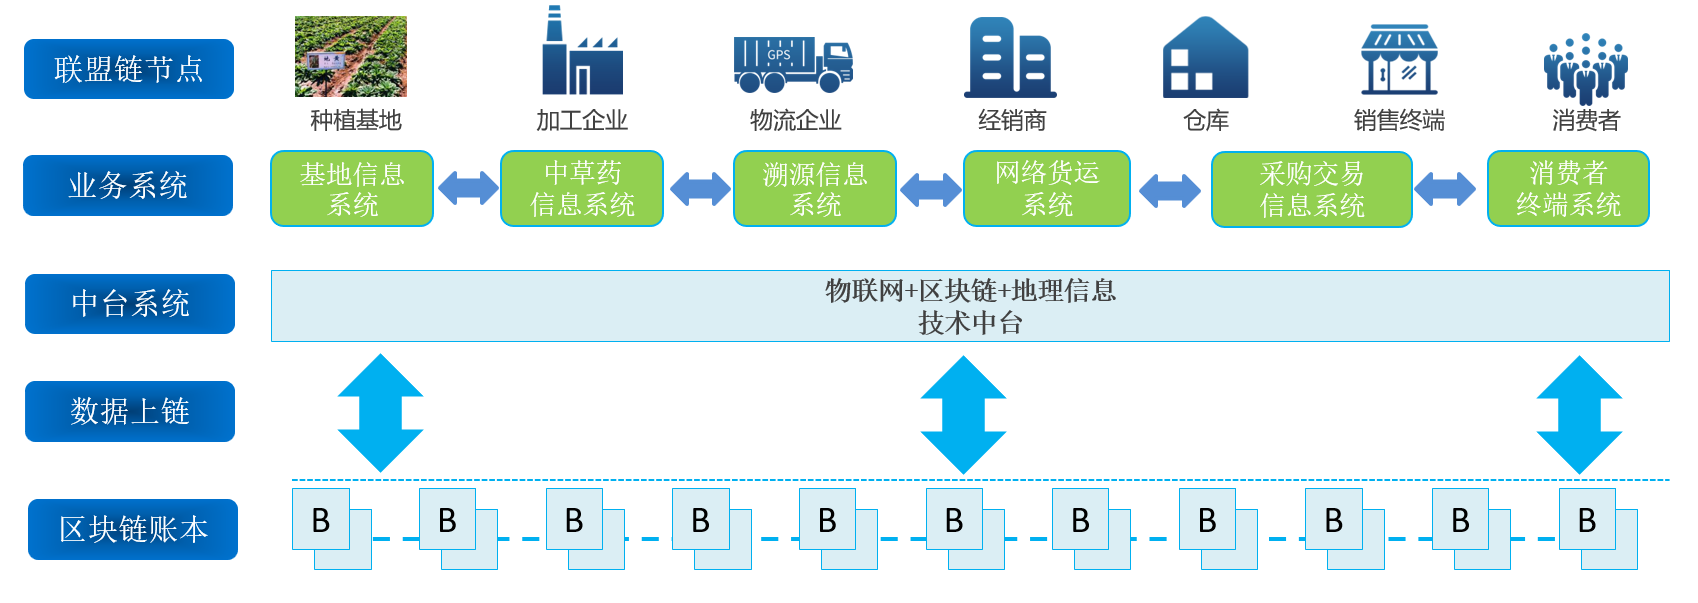 联盟链节点
GPS
种植基地
加工企业
物流企业
经销商
仓库
销售终端
消费者
业务系统
基地信息
系统
中草药
信息系统
溯源信息
系统
网络货运
系统
采购交易
信息系统
消费者
终端系统
中台系统
物联网+区块链+地理信息
技术中台
数据上链
区块链账本
B
B
B
B
B
B
B
B
B
B
B